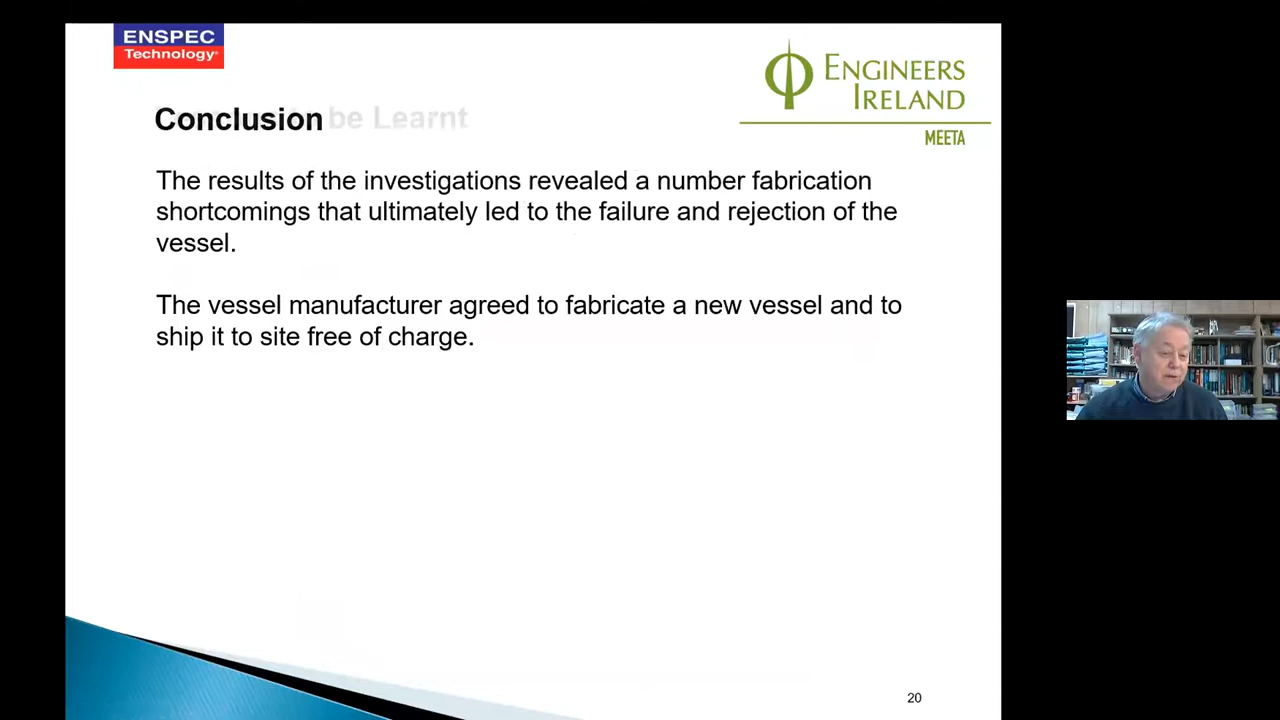 ENSPEC
Technology
ENGINEERS
IRELAND
MEETA
Conclusion be Learnt
The results of the investigations revealed a number fabrication
shortcomings that ultimately led to the failure and rejection of the
vessel.
The vessel manufacturer agreed to fabricate a new vessel and to
ship it to site free of charge.
20